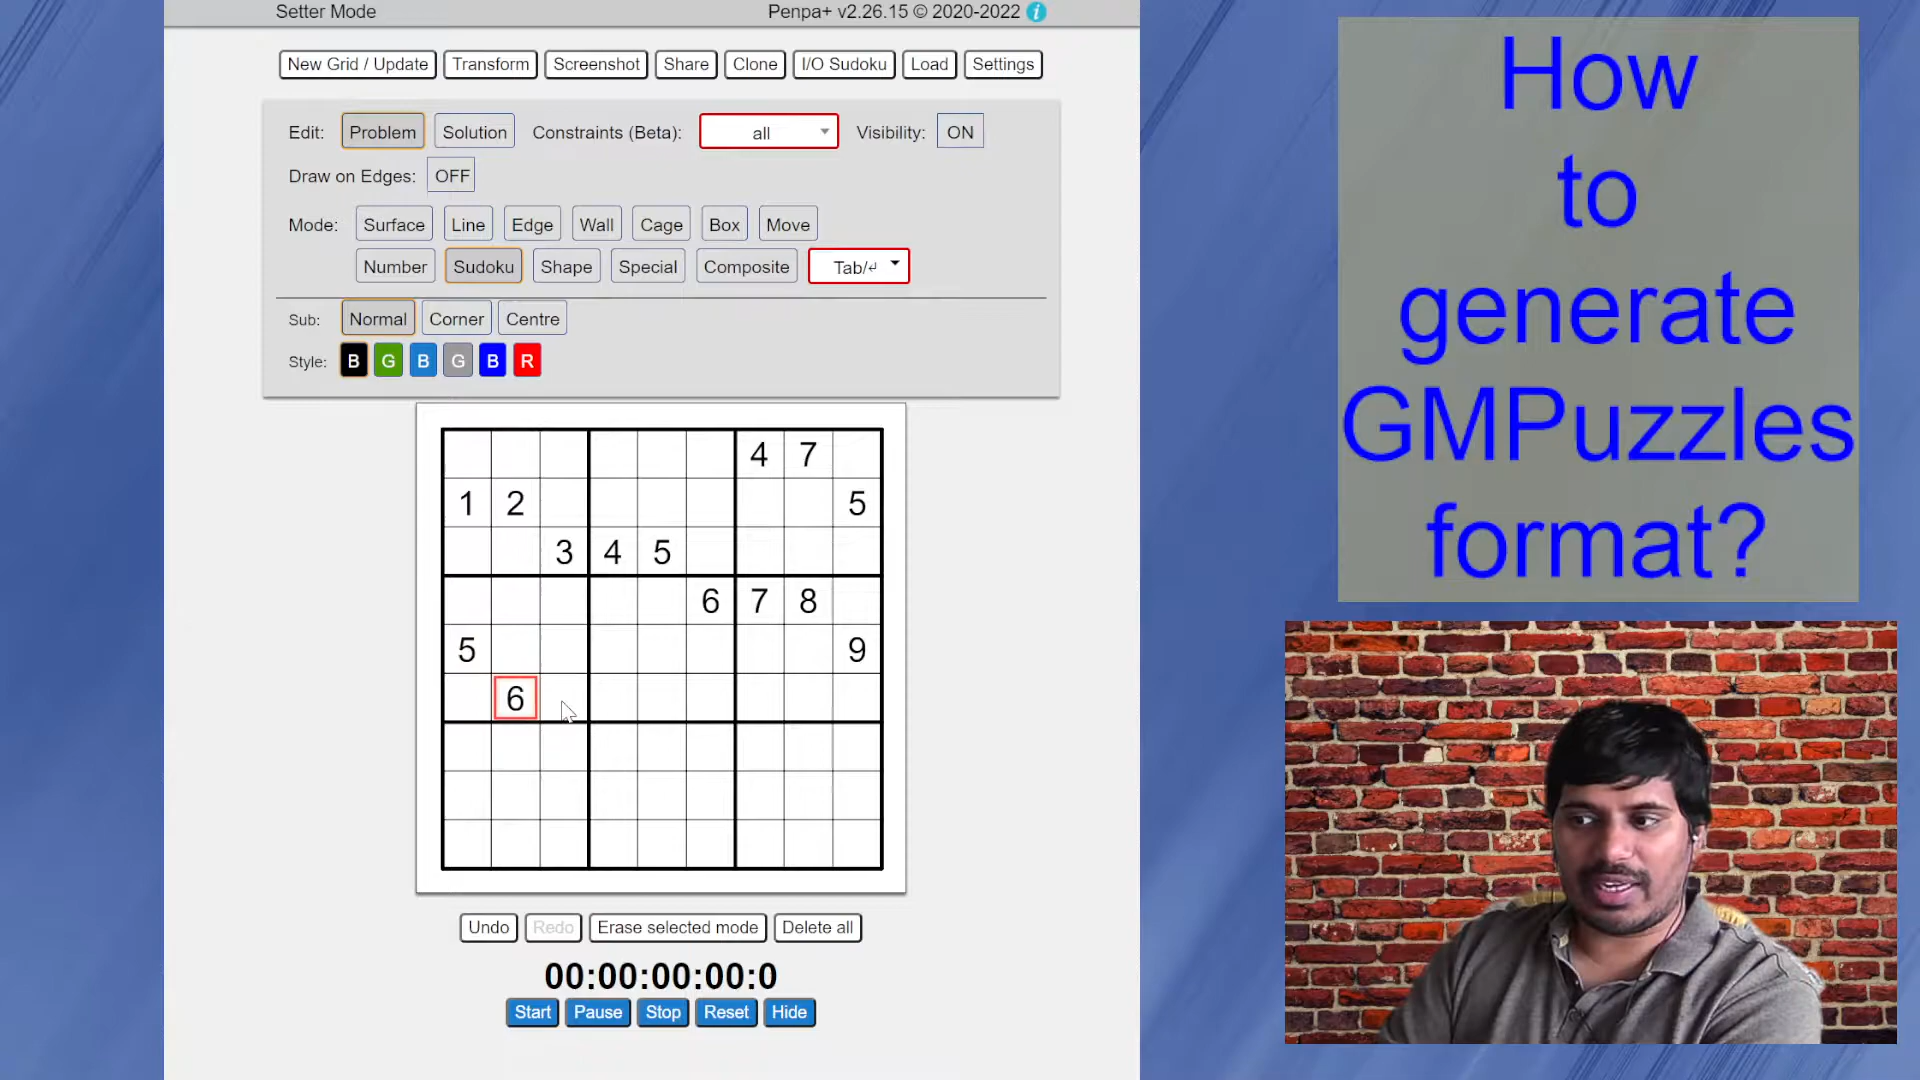 Setter Mode Penpa+ v2.26.15 © 2020-2022 i
New Grid / Update Transform Screenshot Share Clone I/O Sudoku Load Settings
Edit: Problem Solution Constraints (Beta): all Visibility: ON
Draw on Edges: OFF
Mode: Surface Line Edge Wall Cage Box Move
Number Sudoku Shape Special Composite Tab/↵
Sub: Normal Corner Centre
Style: B G B G B R
4 7
1 2 5
3 4 5
6 7 8
5 9
6
Undo Redo Erase selected mode Delete all
00:00:00:00:0
Start Pause Stop Reset Hide
How
to
generate
GMPuzzles
format?